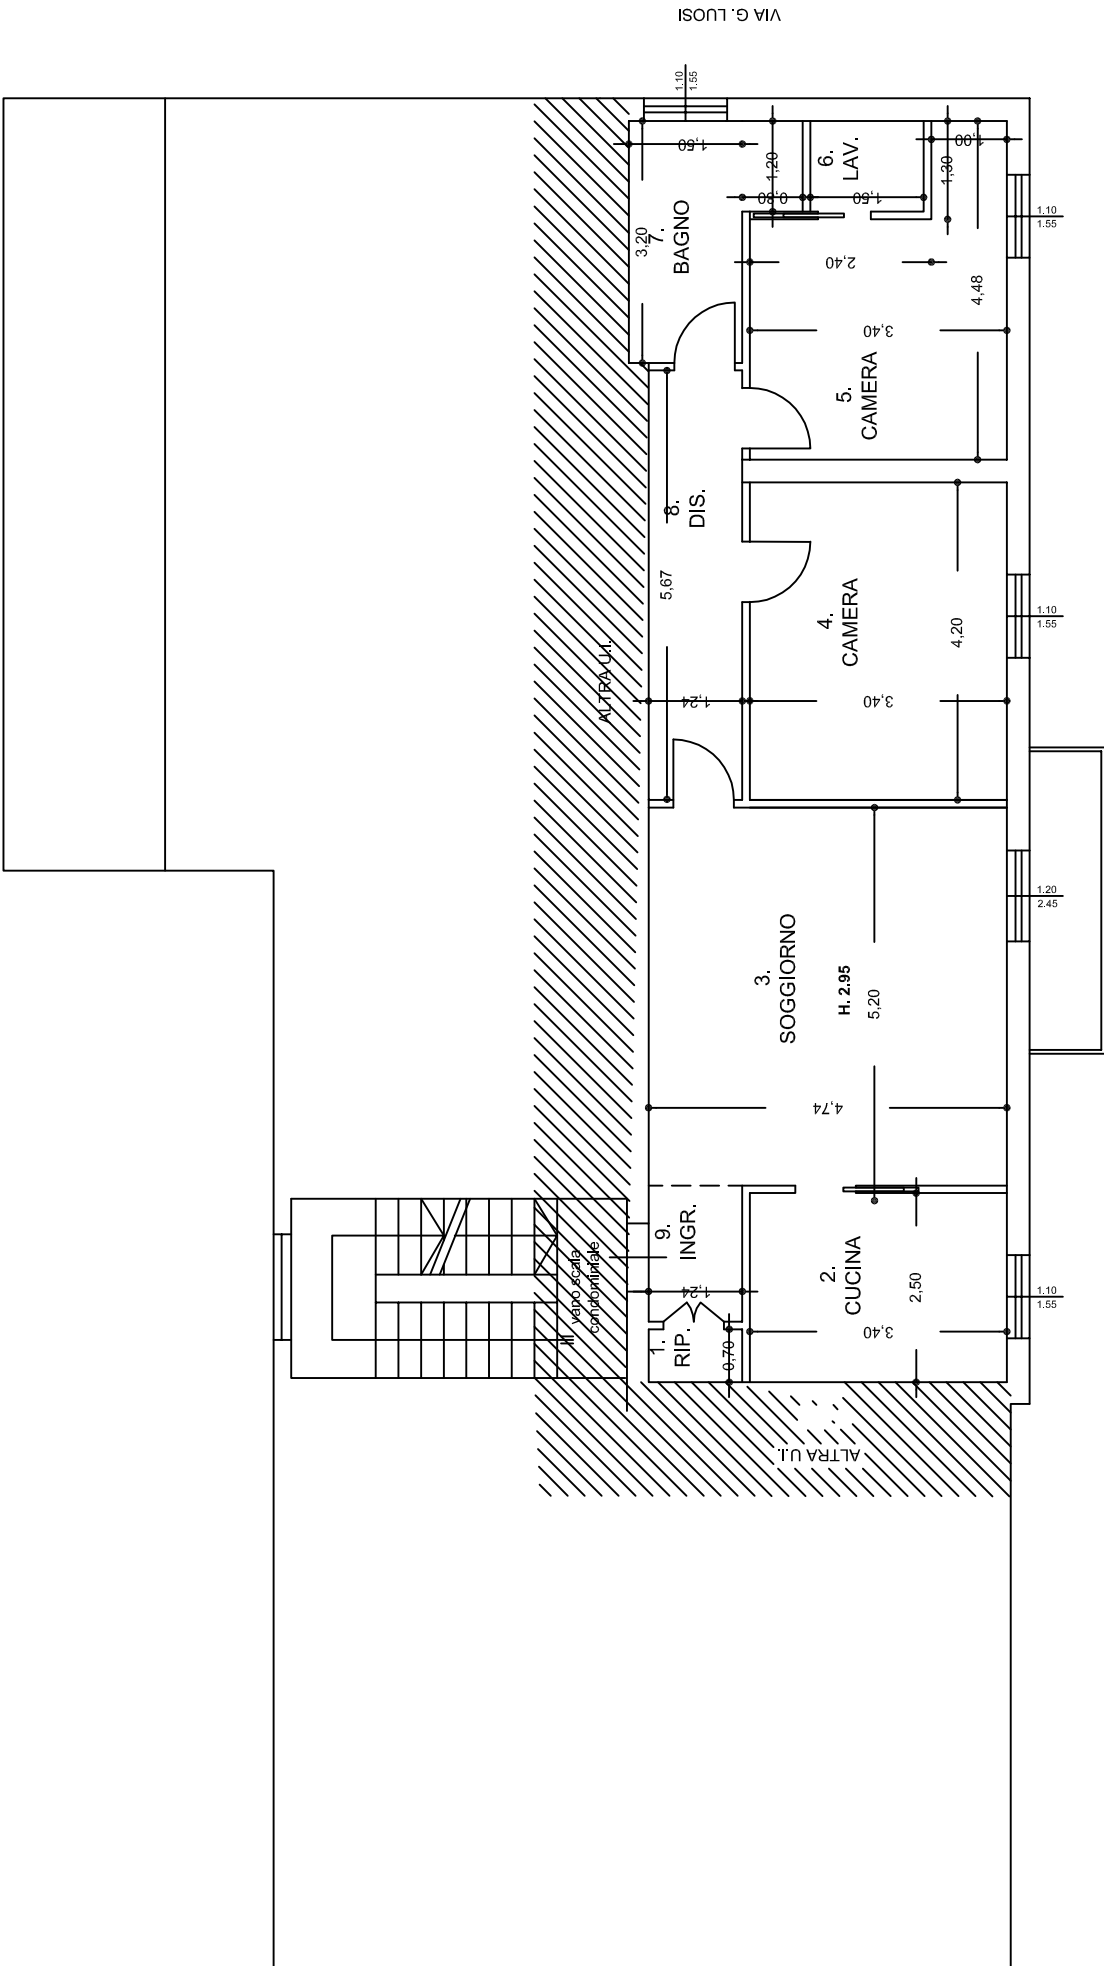 VIA G. LUOSI
1.10
1.55
1,50
1,20
6.
LAV.
1,30
1,00
0,80
1,50
3,20
7.
BAGNO
2,40
4,48
1.10
1.55
3,40
5.
CAMERA
8.
DIS.
5,67
4.
CAMERA
4,20
1.10
1.55
ALTRA U.I.
1,24
3,40
3.
SOGGIORNO
H. 2.95
5,20
1.20
2.45
4,74
9.
INGR.
vano scala
condominiale
2.
CUCINA
2,50
1,24
1.10
1.55
3,40
1.
RIP.
0,70
ALTRA U.I.